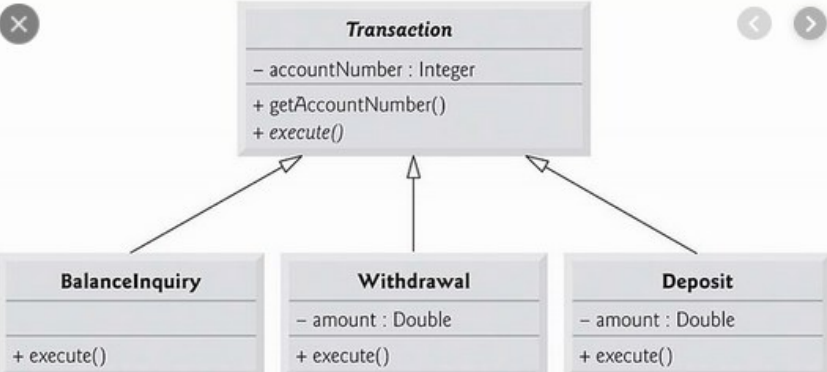 Transaction
– accountNumber : Integer
+ getAccountNumber()
+ execute()
BalanceInquiry
+ execute()
Withdrawal
– amount : Double
+ execute()
Deposit
– amount : Double
+ execute()